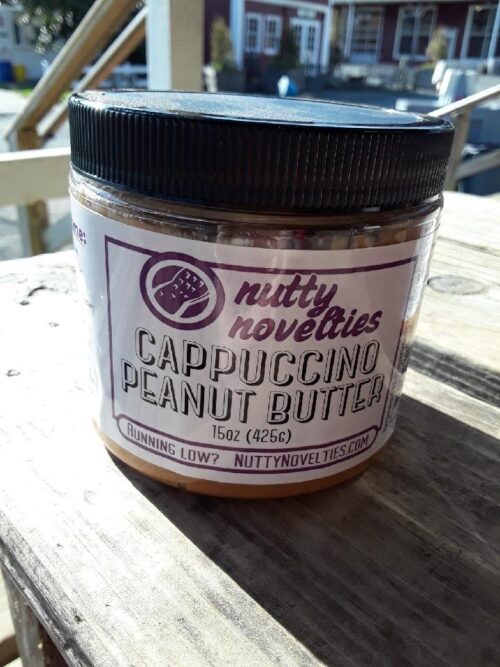 nutty
novelties
CAPPUCCINO
PEANUT BUTTER
15oz (425G)
RUNNING LOW? NUTTYNOVELTIES.COM